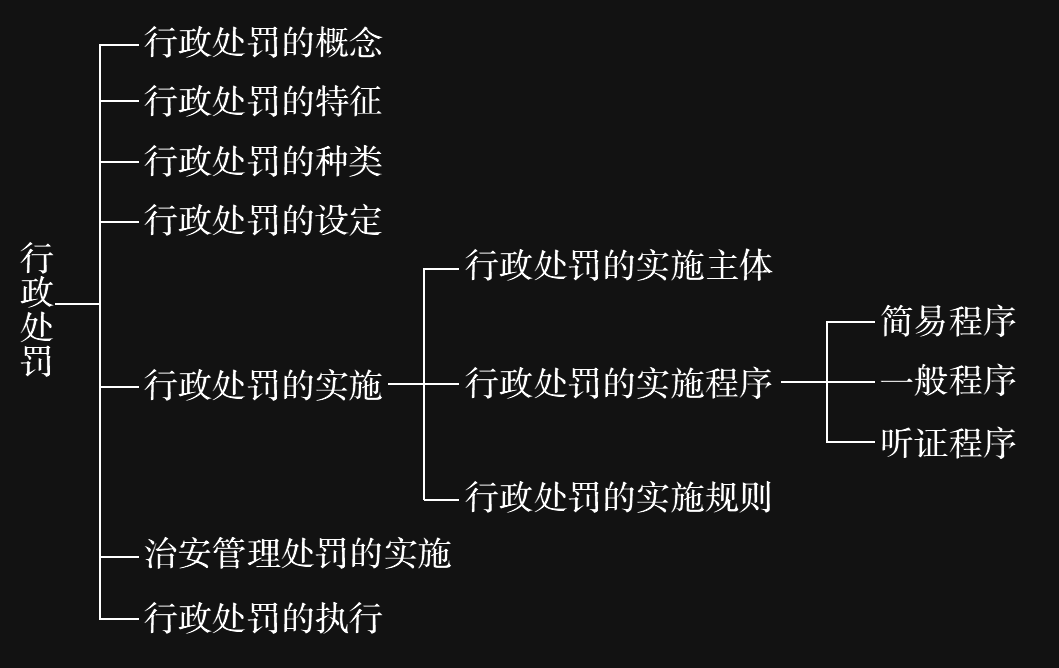 行政处罚
行政处罚的概念
行政处罚的特征
行政处罚的种类
行政处罚的设定
行政处罚的实施
行政处罚的实施主体
行政处罚的实施程序
简易程序
一般程序
听证程序
行政处罚的实施规则
治安管理处罚的实施
行政处罚的执行